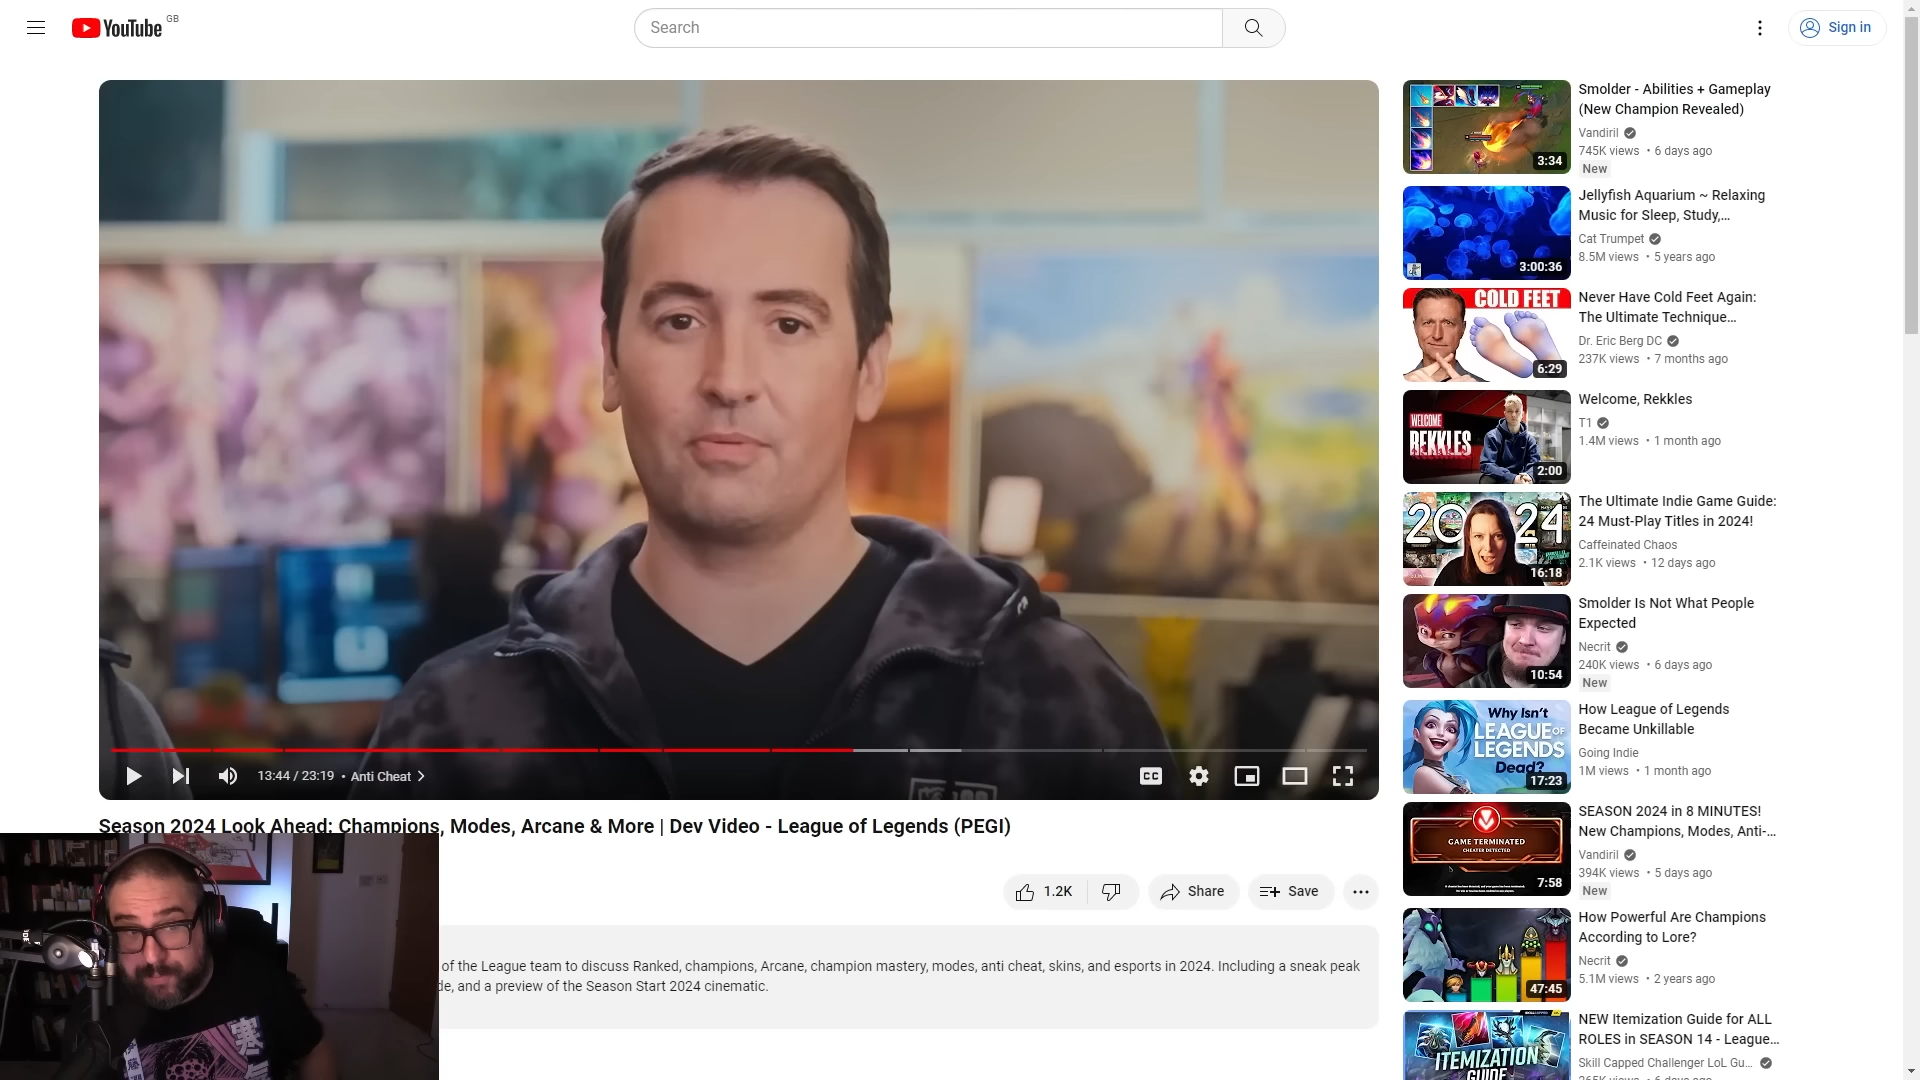 YouTube GB
Search
Sign in
13:44 / 23:19 • Anti Cheat
CC
Season 2024 Look Ahead: Champions, Modes, Arcane & More | Dev Video - League of Legends (PEGI)
1.2K
Share
Save
of the League team to discuss Ranked, champions, Arcane, champion mastery, modes, anti cheat, skins, and esports in 2024. Including a sneak peak
de, and a preview of the Season Start 2024 cinematic.
3:34
Smolder - Abilities + Gameplay
(New Champion Revealed)
Vandiril
745K views • 6 days ago
New
3:00:36
Jellyfish Aquarium ~ Relaxing
Music for Sleep, Study,...
Cat Trumpet
8.5M views • 5 years ago
COLD FEET
6:29
Never Have Cold Feet Again:
The Ultimate Technique...
Dr. Eric Berg DC
237K views • 7 months ago
WELCOME
REKKLES
2:00
Welcome, Rekkles
T1
1.4M views • 1 month ago
2024
16:18
The Ultimate Indie Game Guide:
24 Must-Play Titles in 2024!
Caffeinated Chaos
2.1K views • 12 days ago
10:54
Smolder Is Not What People
Expected
Necrit
240K views • 6 days ago
New
Why Isn't
LEAGUE OF
LEGENDS
Dead?
17:23
How League of Legends
Became Unkillable
Going Indie
1M views • 1 month ago
GAME TERMINATED
CHEATER DETECTED
7:58
SEASON 2024 in 8 MINUTES!
New Champions, Modes, Anti-...
Vandiril
394K views • 5 days ago
New
47:45
How Powerful Are Champions
According to Lore?
Necrit
5.1M views • 2 years ago
ITEMIZATION
GUIDE
NEW Itemization Guide for ALL
ROLES in SEASON 14 - League...
Skill Capped Challenger LoL Gu...